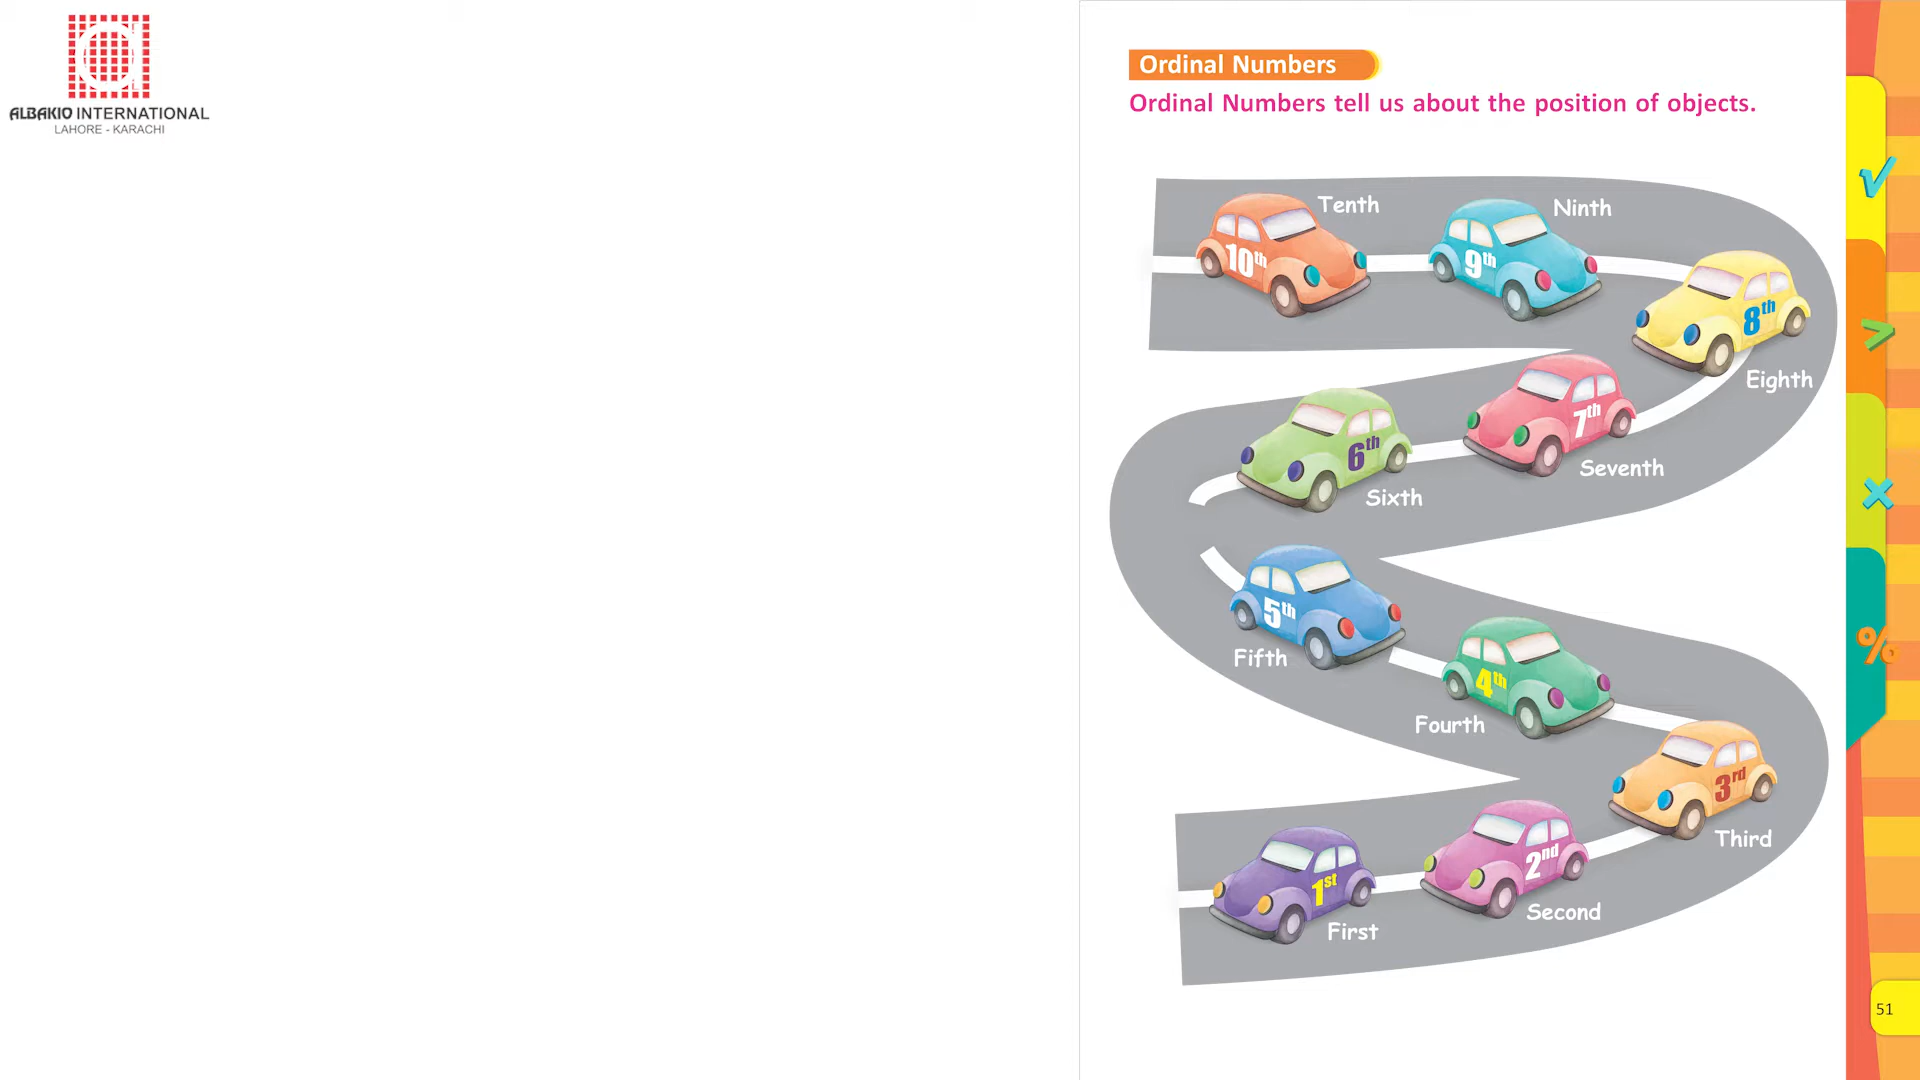 ALBAKIO INTERNATIONAL
LAHORE - KARACHI
Ordinal Numbers
Ordinal Numbers tell us about the position of objects.
10th
Tenth
9th
Ninth
8th
Eighth
7th
Seventh
6th
Sixth
5th
Fifth
4th
Fourth
3rd
Third
2nd
Second
1st
First
√
>
×
%
51